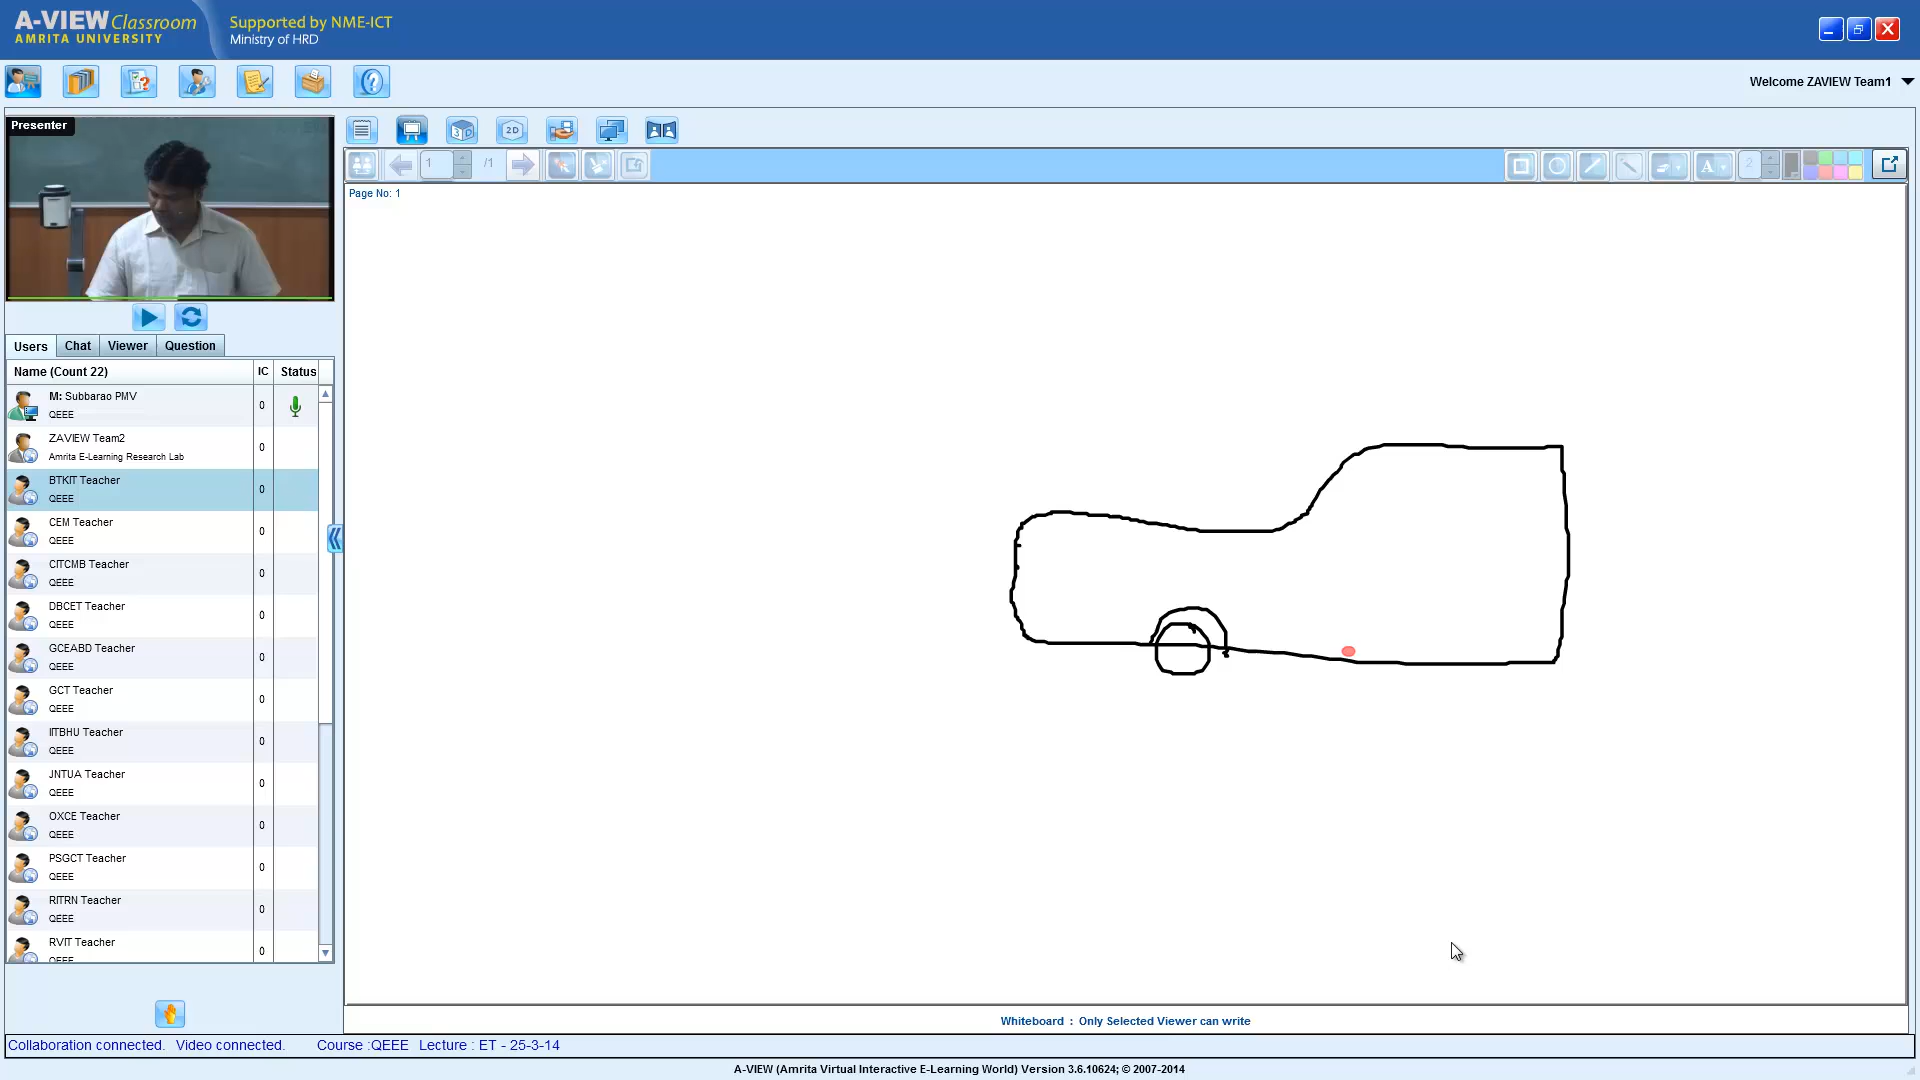 A-VIEW Classroom
AMRITA UNIVERSITY
Supported by NME-ICT
Ministry of HRD
Welcome ZAVIEW Team1
Presenter
3D
2D
1
/1
A
2
Page No: 1
Users
Chat
Viewer
Question
Name (Count 22)
IC
Status
M: Subbarao PMV
QEEE
0
ZAVIEW Team2
Amrita E-Learning Research Lab
0
BTKIT Teacher
QEEE
0
CEM Teacher
QEEE
0
CITCMB Teacher
QEEE
0
DBCET Teacher
QEEE
0
GCEABD Teacher
QEEE
0
GCT Teacher
QEEE
0
IITBHU Teacher
QEEE
0
JNTUA Teacher
QEEE
0
OXCE Teacher
QEEE
0
PSGCT Teacher
QEEE
0
RITRN Teacher
QEEE
0
RVIT Teacher
QEEE
0
Whiteboard : Only Selected Viewer can write
Collaboration connected. Video connected. Course :QEEE Lecture : ET - 25-3-14
A-VIEW (Amrita Virtual Interactive E-Learning World) Version 3.6.10624; © 2007-2014